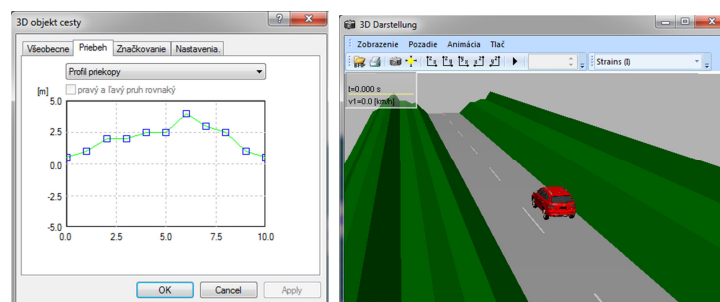 3D objekt cesty
Všeobecne Priebeh Značkovanie Nastavenia.
Profil priekopy
[m]
pravý a ľavý pruh rovnaký
5.0
2.5
0.0
-2.5
-5.0
0.0 2.5 5.0 7.5 10.0
OK Cancel Apply
3D Darstellung
Zobrazenie Pozadie Animácia Tlač
Strains (I)
t=0.000 s
v1=0.0 [km/h]